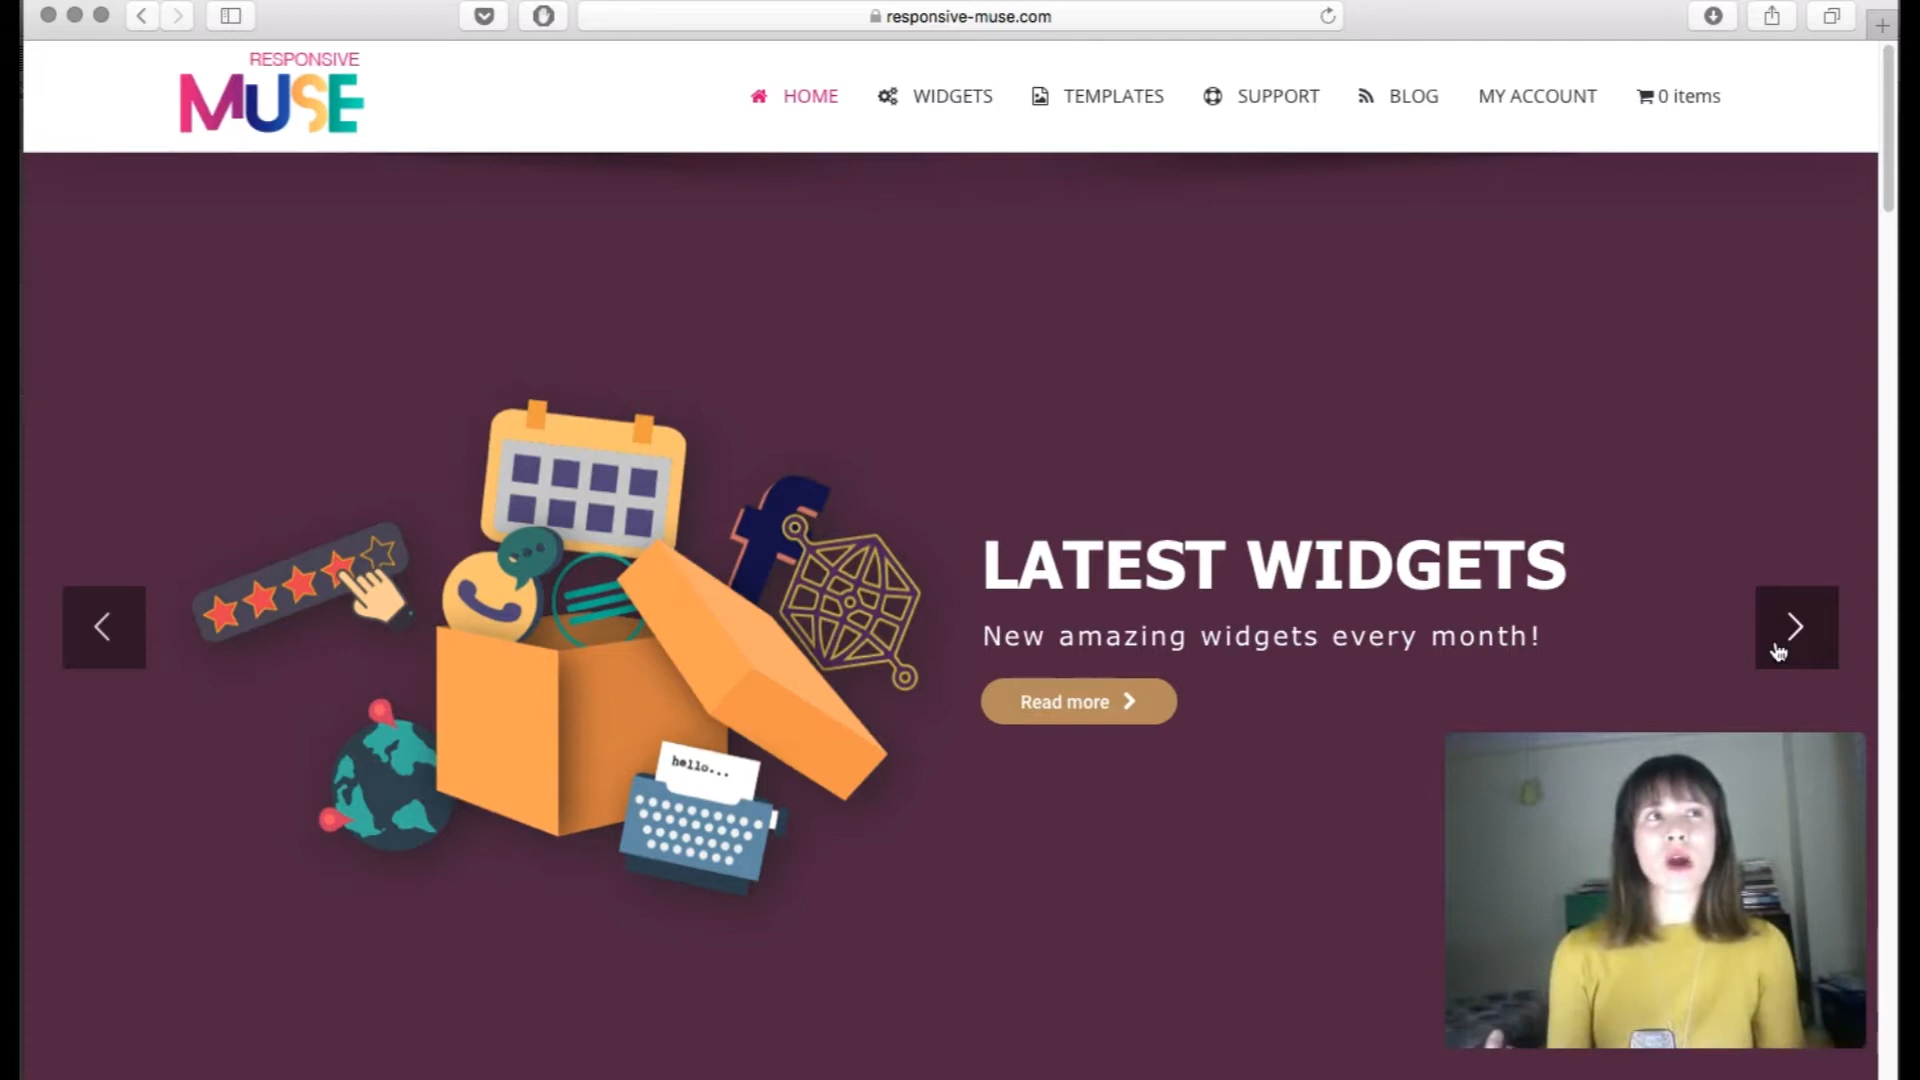 responsive-muse.com
RESPONSIVE
MUSE
HOME
WIDGETS
TEMPLATES
SUPPORT
BLOG
MY ACCOUNT
0 items
LATEST WIDGETS
New amazing widgets every month!
Read more
hello...